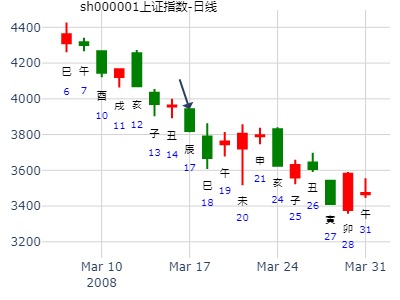 sh000001上证指数-日线
4400
4200
4000
3800
3600
3400
3200
巳
6
午
7
酉
10
戌
11
亥
12
子
13
丑
14
辰
17
巳
18
午
19
未
20
申
21
亥
24
子
25
丑
26
寅
27
卯
28
午
31
Mar 10
2008
Mar 17
Mar 24
Mar 31